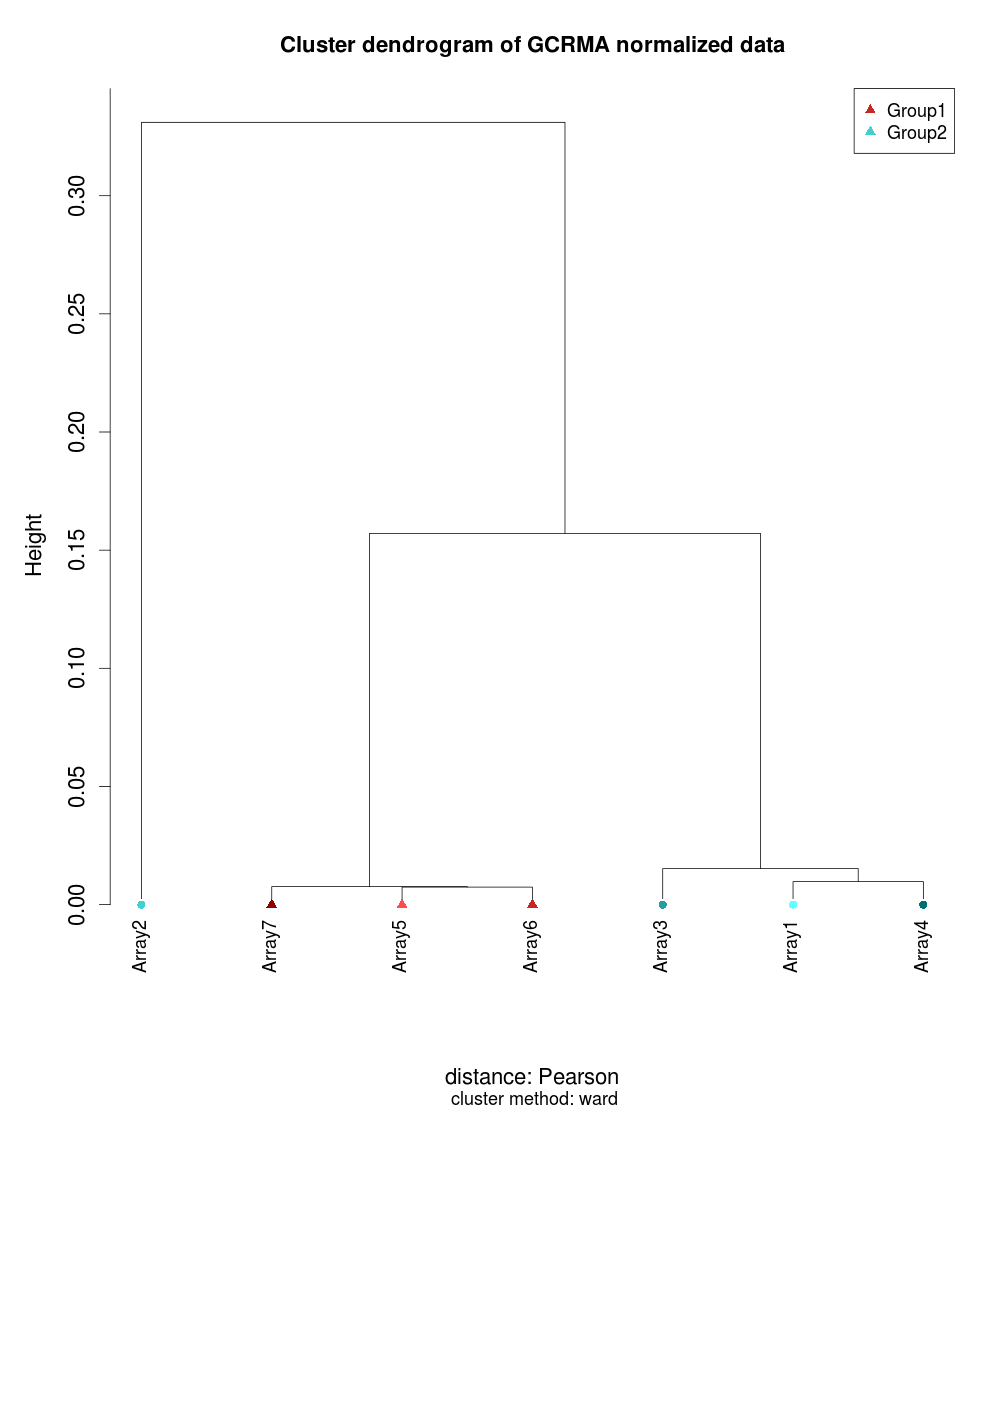 Cluster dendrogram of GCRMA normalized data
Group1
Group2
Height
0.30
0.25
0.20
0.15
0.10
0.05
0.00
Array2
Array7
Array5
Array6
Array3
Array1
Array4
distance: Pearson
cluster method: ward